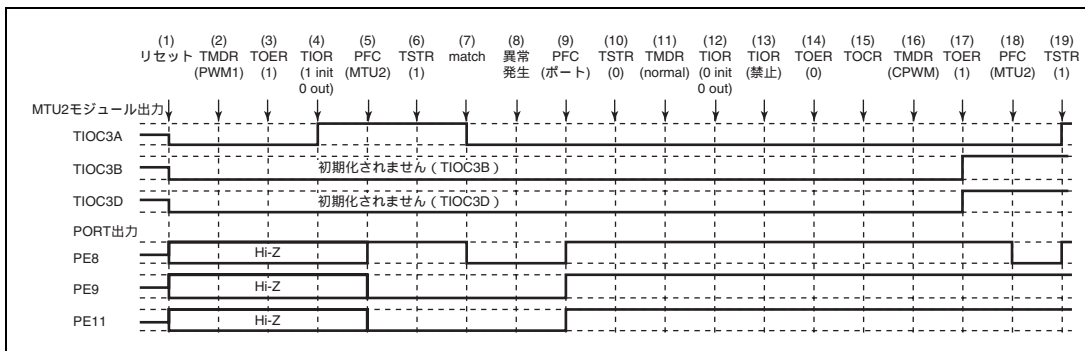 (1) (2) (3) (4) (5) (6) (7) (8) (9) (10) (11) (12) (13) (14) (15) (16) (17) (18) (19)
リセット TMDR TOER TIOR PFC TSTR match 異常 PFC TSTR TMDR TIOR TIOR TOER TOCR TMDR TOER PFC TSTR
(PWM1) (1) (1 init (MTU2) (1) 発生 (ポート) (0) (normal) (0 init (禁止) (0) (CPWM) (1) (MTU2) (1)
0 out) 0 out)
MTU2モジュール出力
TIOC3A
TIOC3B 初期化されません（TIOC3B）
TIOC3D 初期化されません（TIOC3D）
PORT出力
PE8 Hi-Z
PE9 Hi-Z
PE11 Hi-Z